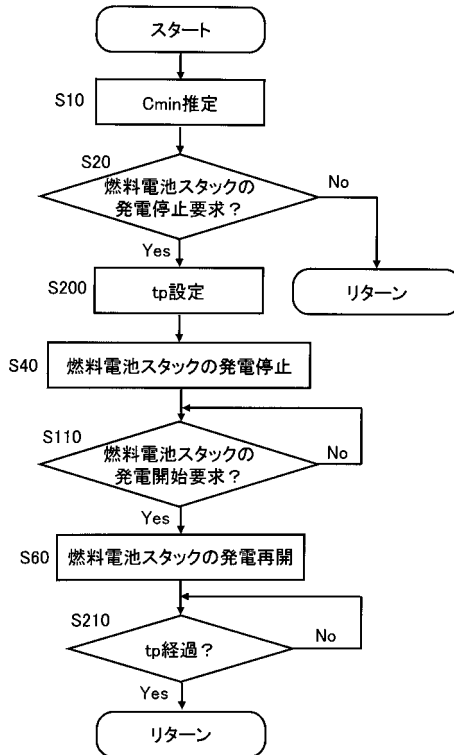 スタート
S10
Cmin推定
S20
燃料電池スタックの
発電停止要求？
No
Yes
S200
tp設定
リターン
S40
燃料電池スタックの発電停止
S110
燃料電池スタックの
発電開始要求？
No
Yes
S60
燃料電池スタックの発電再開
S210
tp経過？
No
Yes
リターン